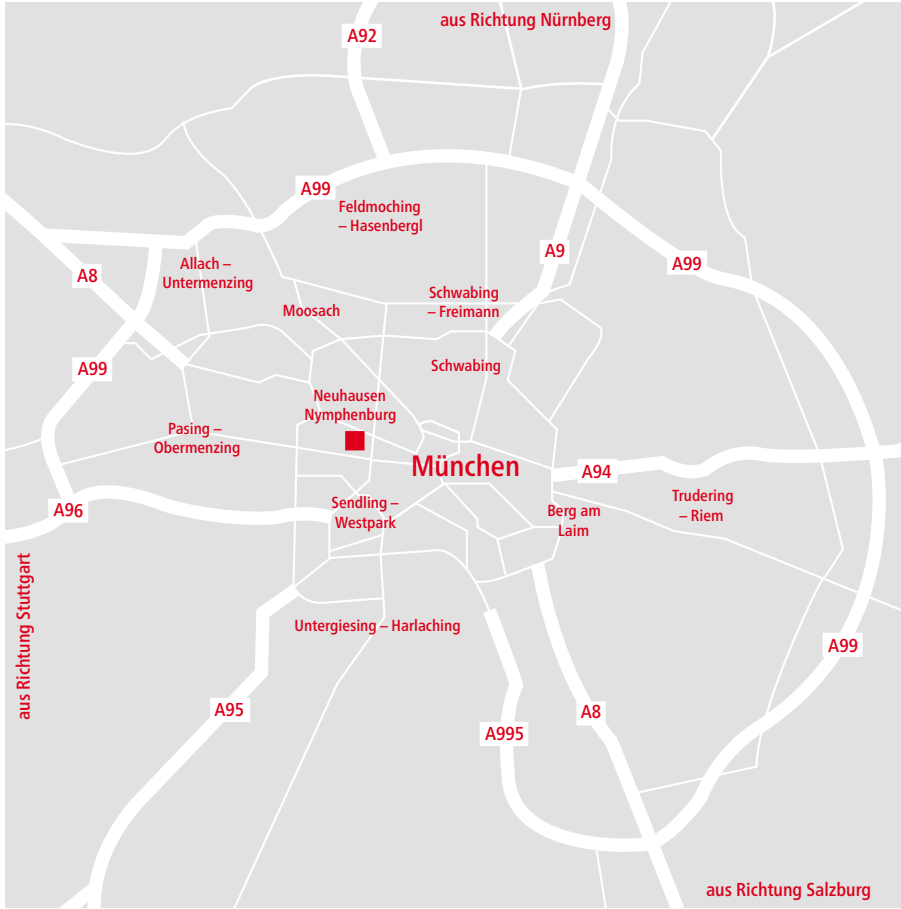 aus Richtung Nürnberg
A92
A99
Feldmoching
– Hasenbergl
A9
A99
Allach –
Untermenzing
A8
Moosach
Schwabing
– Freimann
A99
Schwabing
Neuhausen
Nymphenburg
Pasing –
Obermenzing
München
A94
A96
Sendling –
Westpark
Berg am
Laim
Trudering
– Riem
aus Richtung Stuttgart
Untergiesing – Harlaching
A99
A95
A8
A995
aus Richtung Salzburg